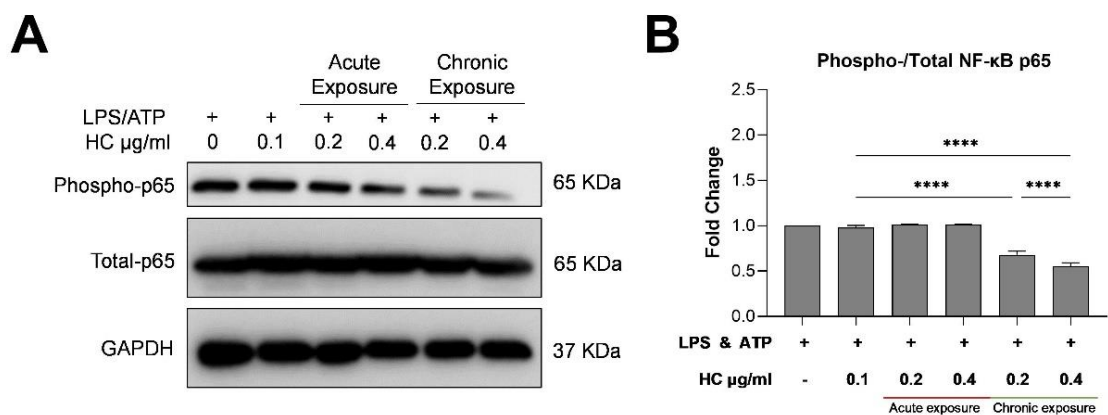 A
Acute Exposure
Chronic Exposure
LPS/ATP + + + + + +
HC µg/ml 0 0.1 0.2 0.4 0.2 0.4
Phospho-p65 65 KDa
Total-p65 65 KDa
GAPDH 37 KDa
B
Phospho-/Total NF-κB p65
Fold Change
2.5
2.0
1.5
1.0
0.5
0.0
****
**** ****
LPS & ATP + + + + + +
HC µg/ml - 0.1 0.2 0.4 0.2 0.4
Acute exposure Chronic exposure